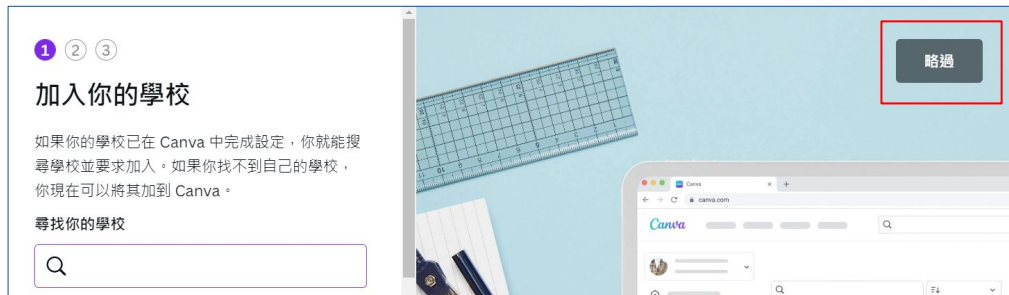 1 2 3
加入你的學校
如果你的學校已在 Canva 中完成設定，你就能搜
尋學校並要求加入。如果你找不到自己的學校，
你現在可以將其加到 Canva。
尋找你的學校
略過
Canva
canva.com
Canva